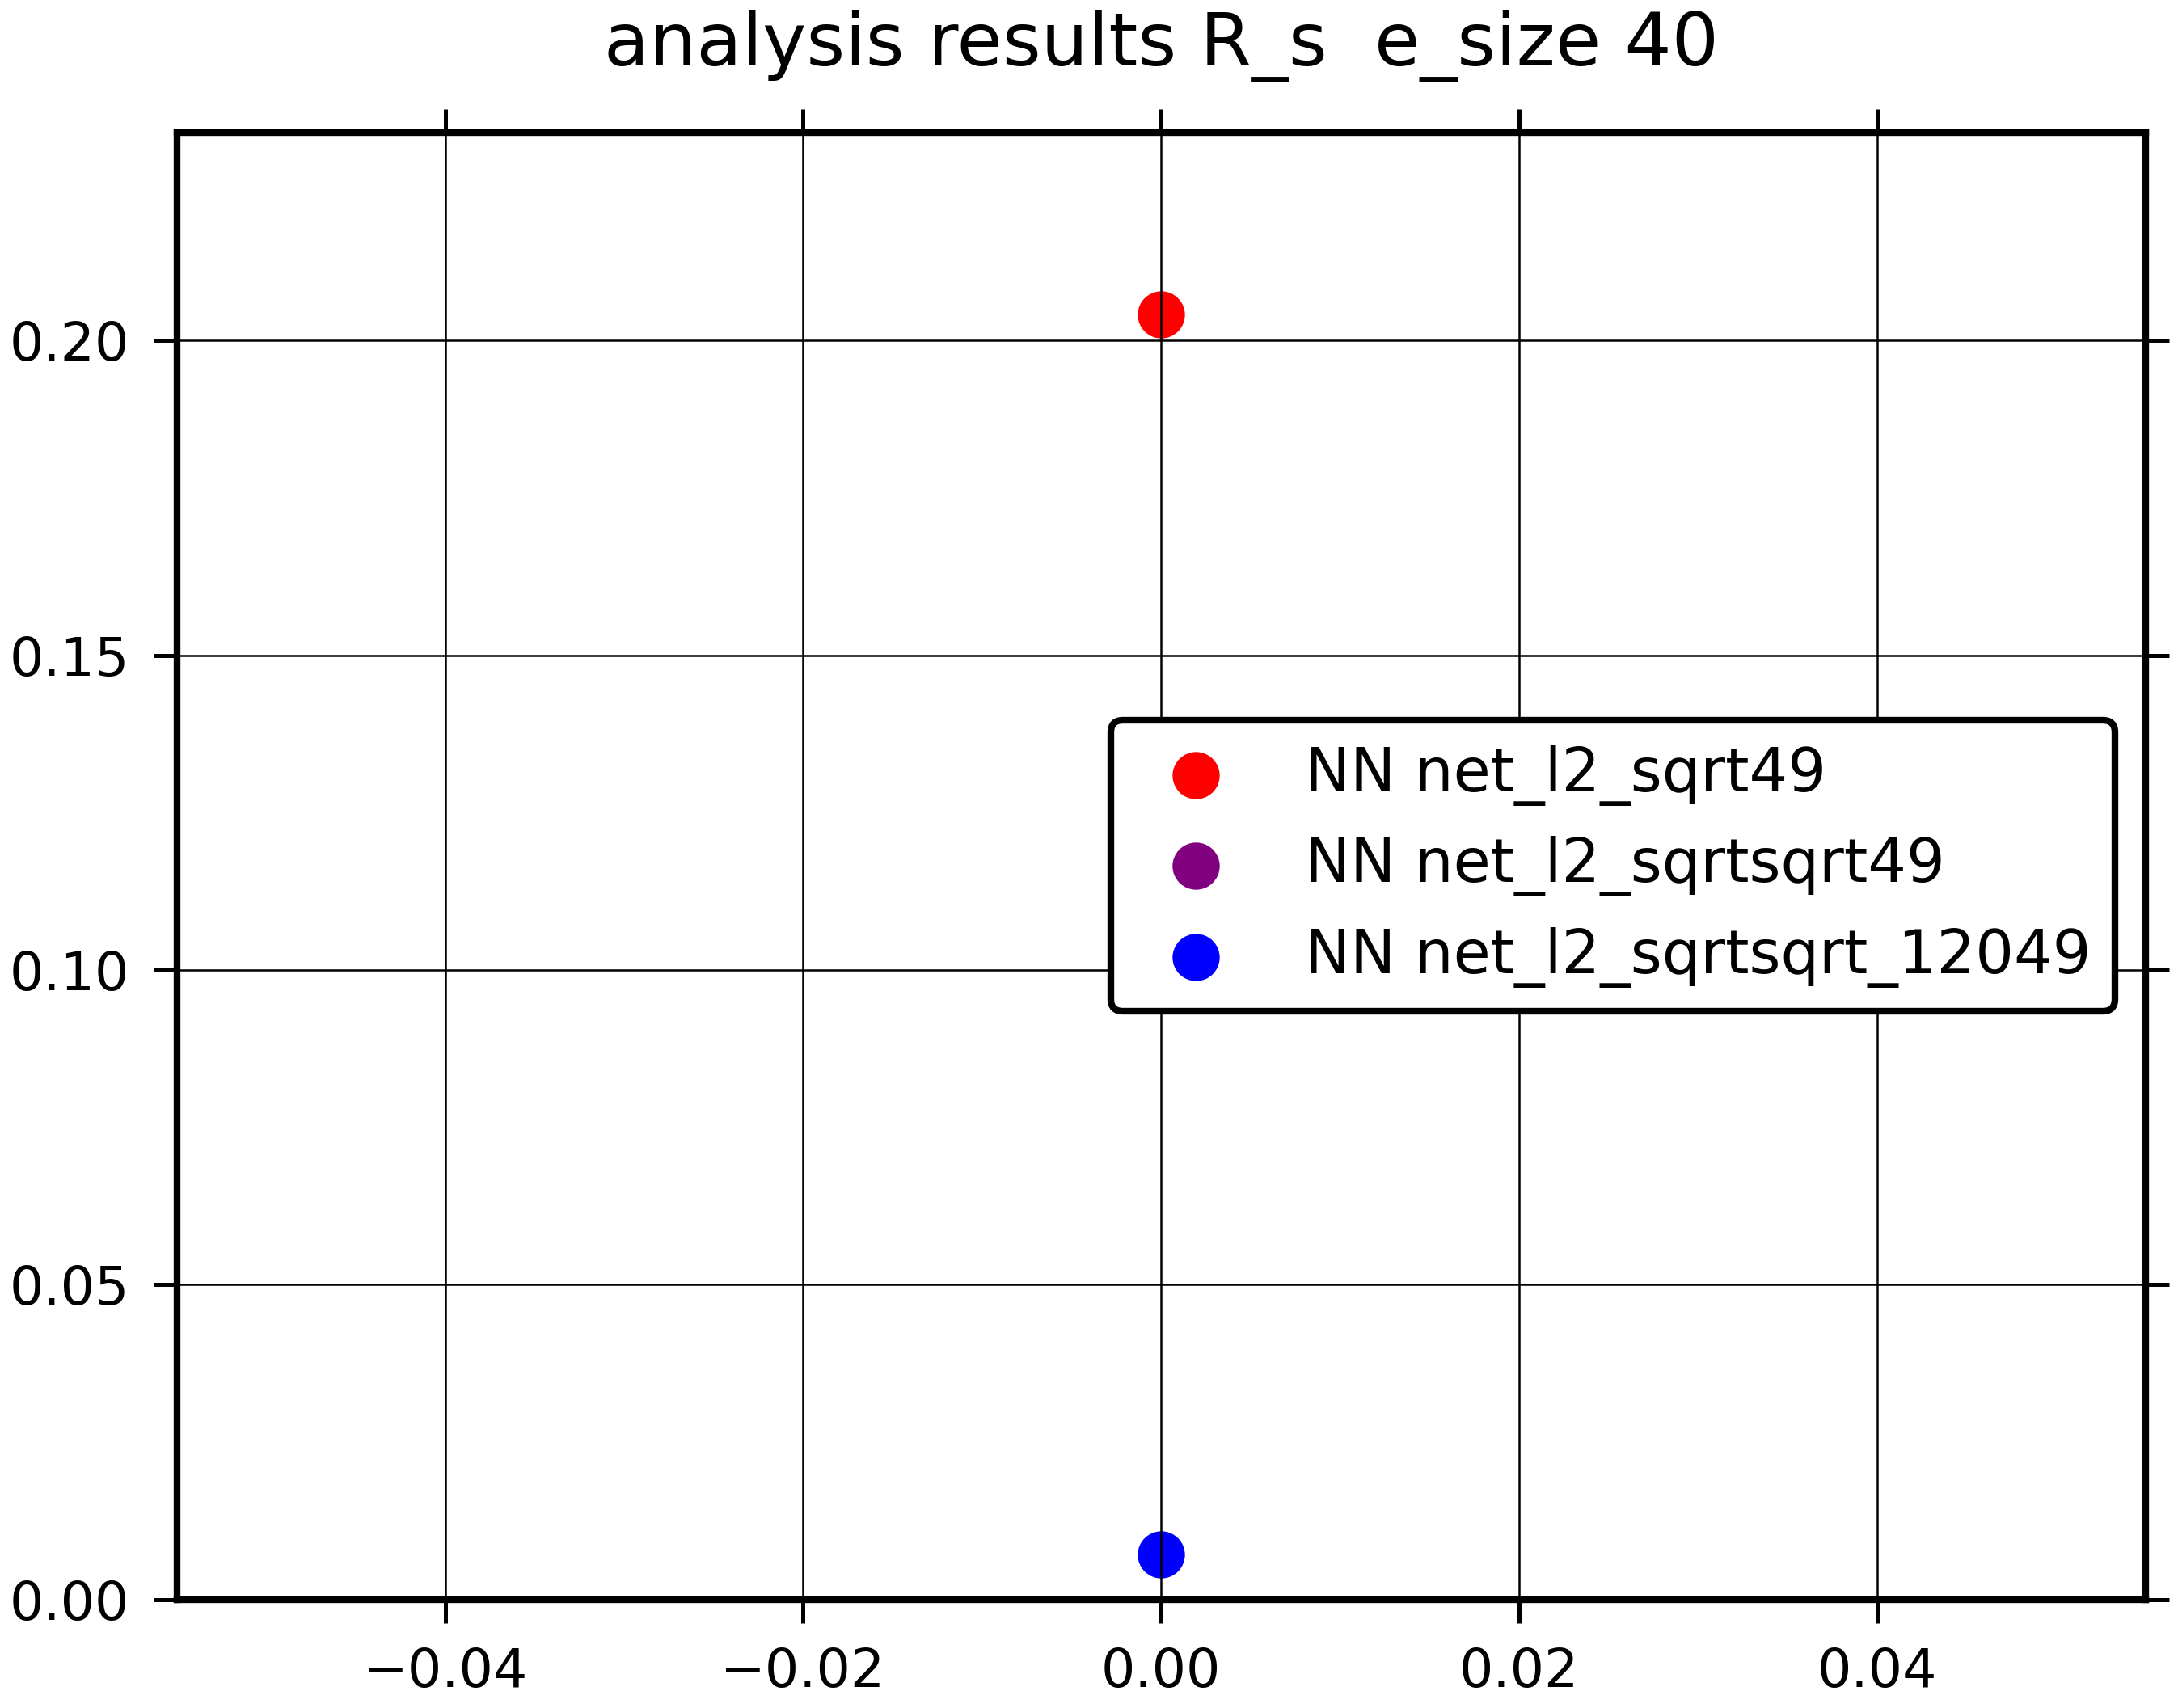 analysis results R_s  e_size 40
0.20
0.15
0.10
0.05
0.00
NN net_l2_sqrt49
NN net_l2_sqrtsqrt49
NN net_l2_sqrtsqrt_12049
−0.04 −0.02 0.00 0.02 0.04